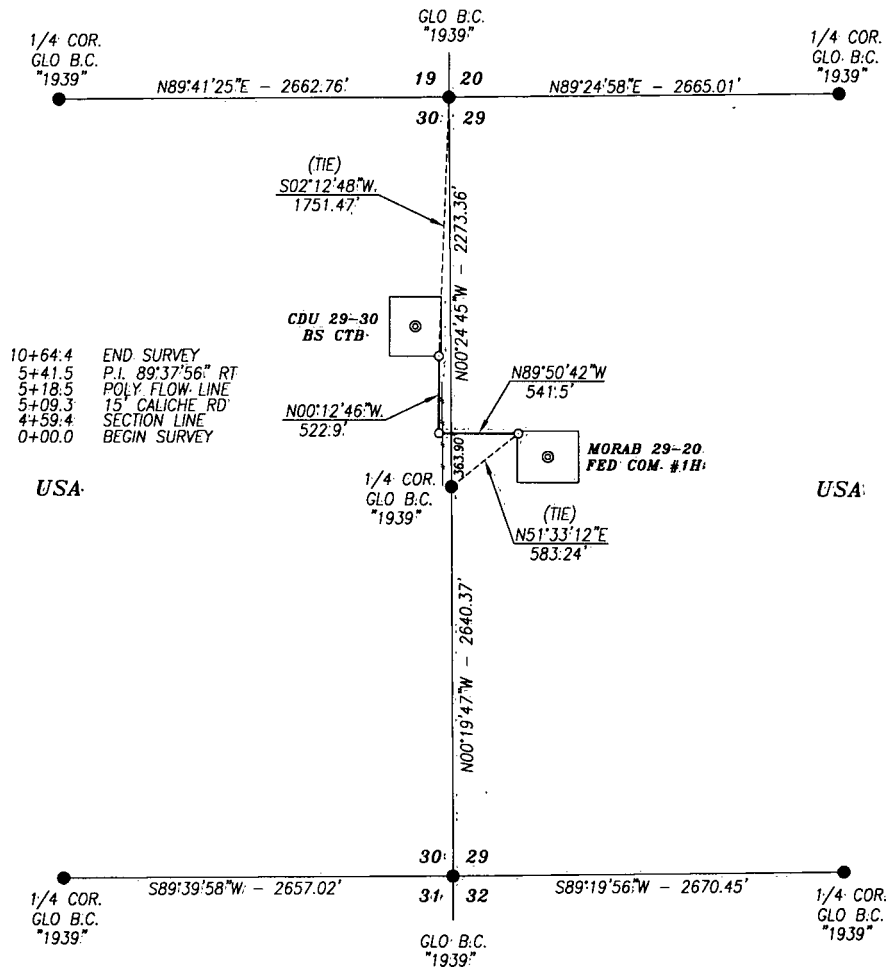 GLO B.C.
"1939"
1/4 COR.
GLO B.C.
"1939"
1/4 COR.
GLO B.C.
"1939"
N89°41'25"E - 2662.76'
19 20
N89°24'58"E - 2665.01'
30 29
(TIE)
S02°12'48"W
1751.47'
N00°24'45"W - 2273.36'
CDU 29-30
BS CTB
10+64.4 END SURVEY
5+41.5 P.I. 89°37'56" RT
5+18.5 POLY FLOW LINE
5+09.3 15' CALICHE RD
4+59.4 SECTION LINE
0+00.0 BEGIN SURVEY
N89°50'42"W
541.5'
N00°12'46"W
522.9'
363.90'
MORAB 29-20
FED COM #1H
USA
1/4 COR.
GLO B.C.
"1939"
USA
(TIE)
N51°33'12"E
583.24'
N00°19'47"W - 2640.37'
30 29
S89°39'58"W - 2657.02'
31 32
S89°19'56"W - 2670.45'
1/4 COR.
GLO B.C.
"1939"
1/4 COR.
GLO B.C.
"1939"
GLO B.C.
"1939"